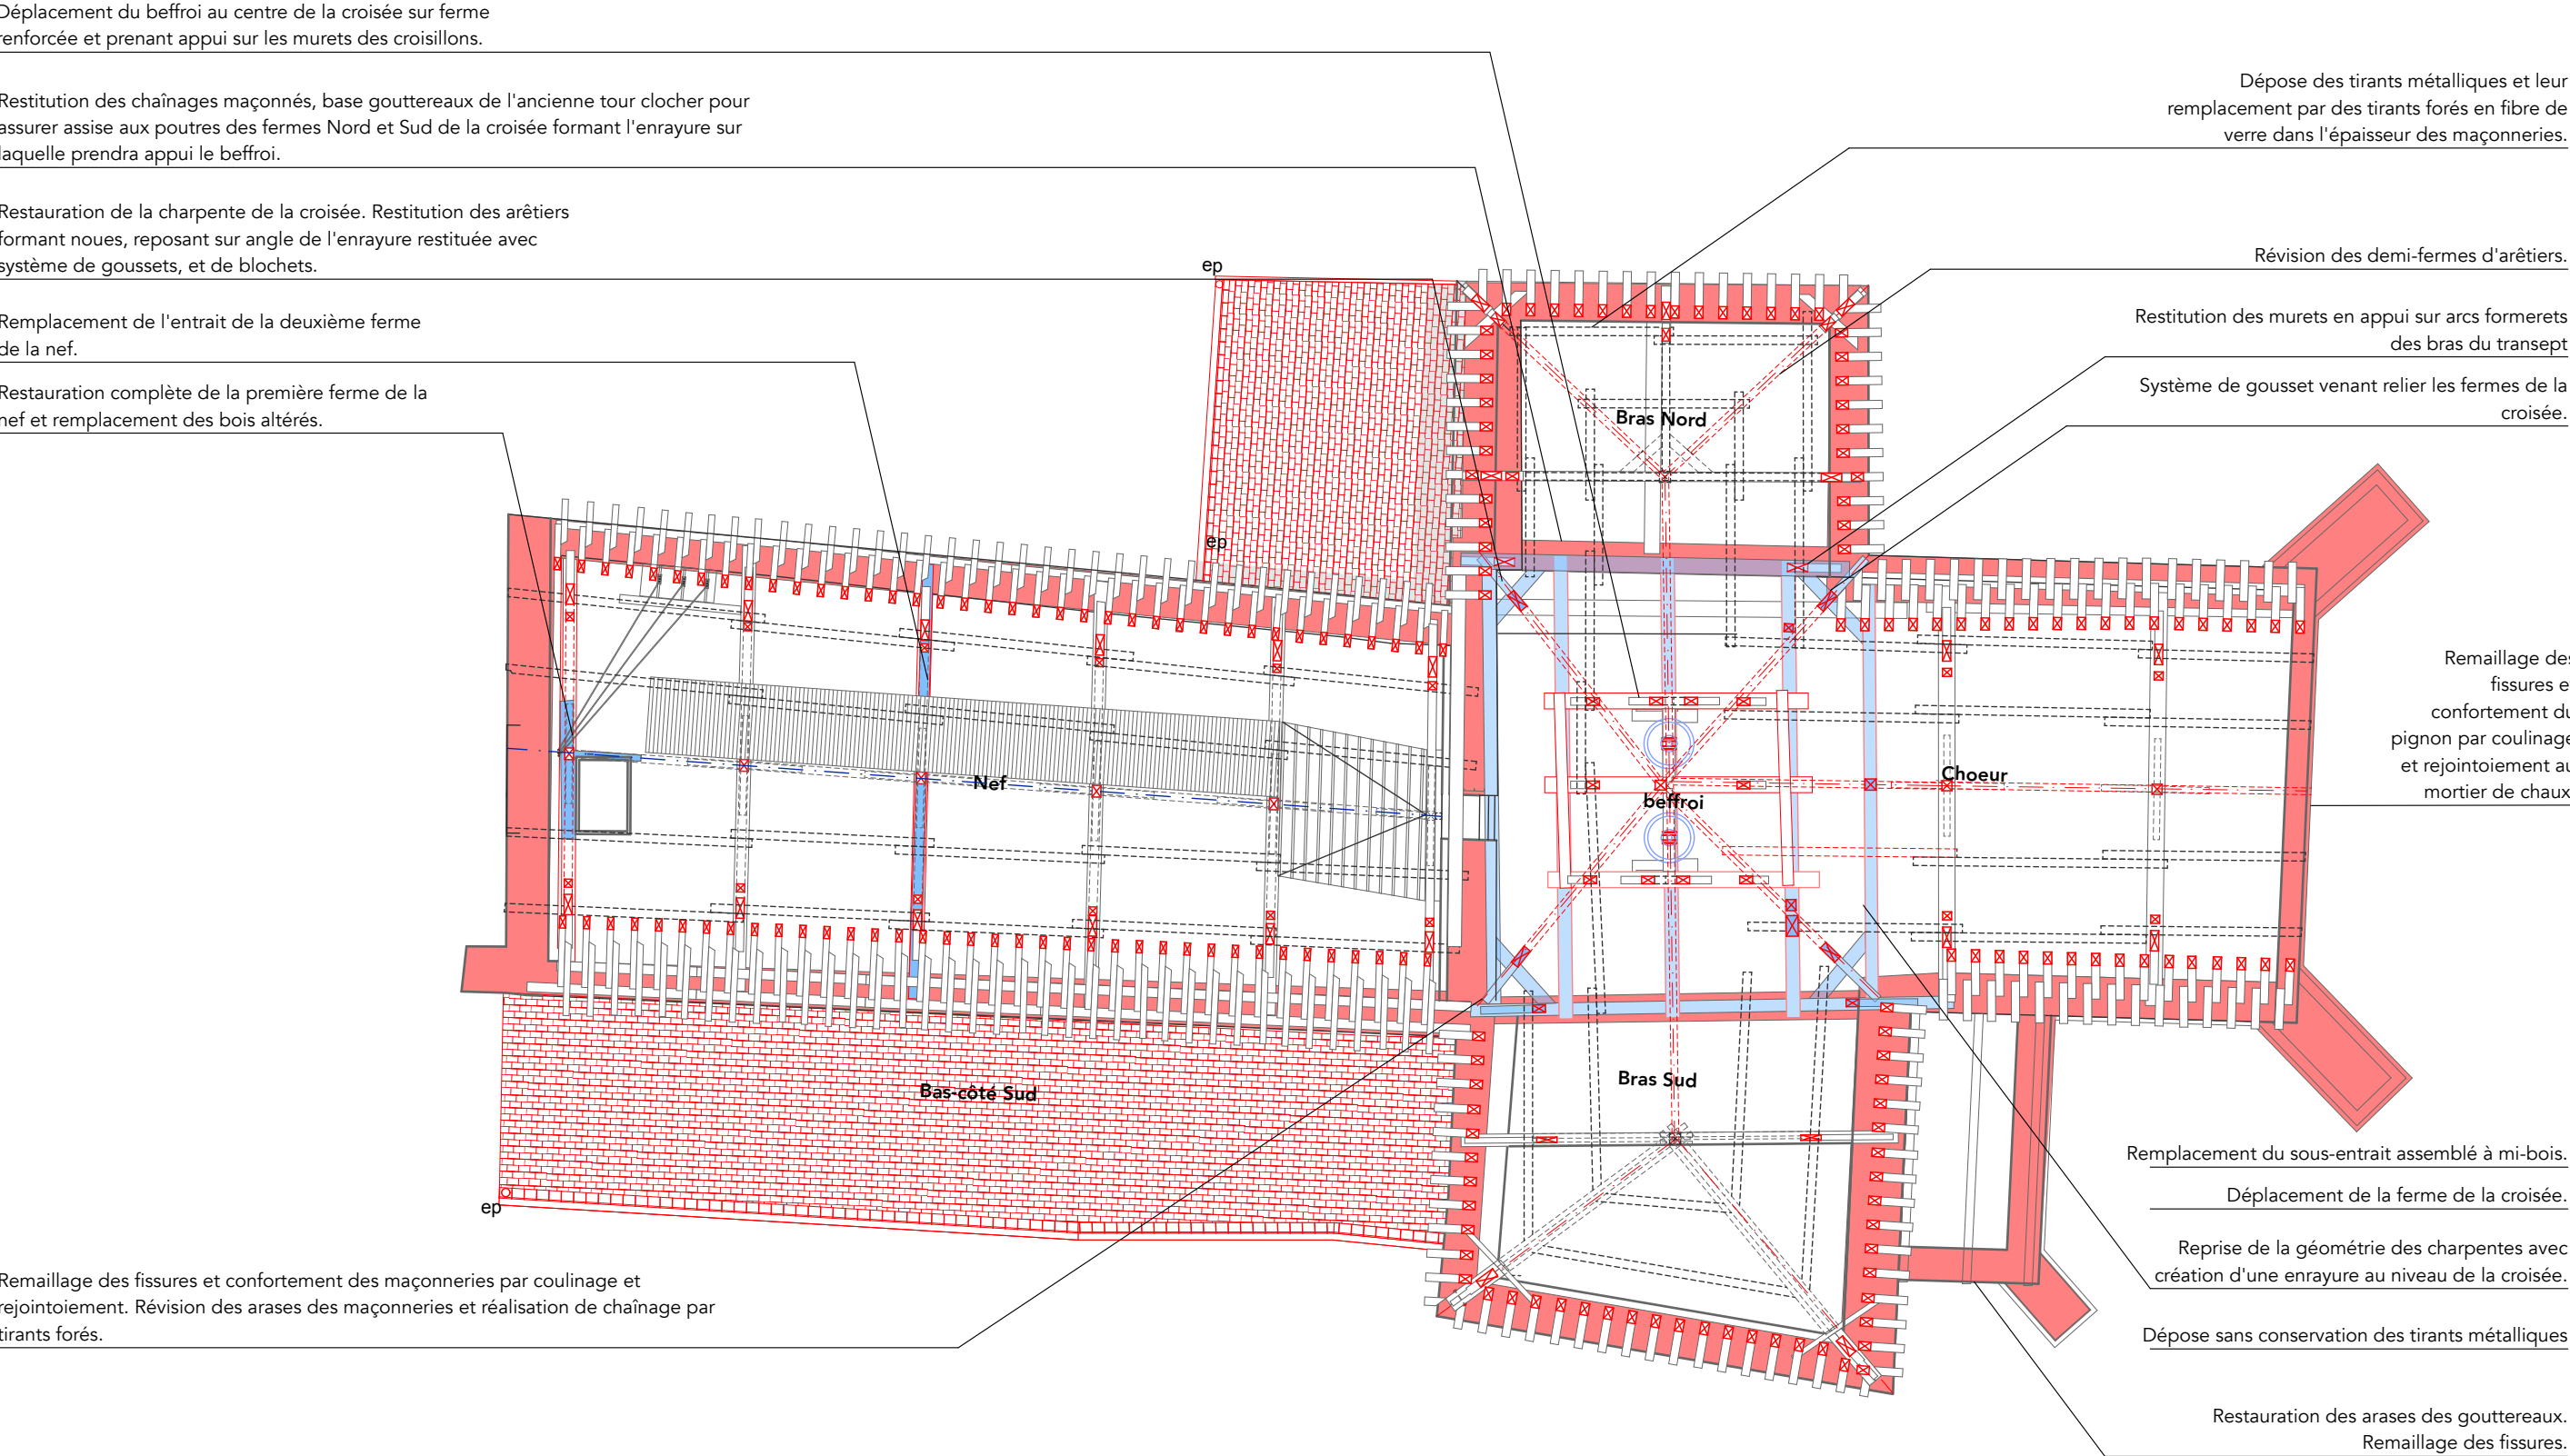 Déplacement du beffroi au centre de la croisée sur ferme
renforcée et prenant appui sur les murets des croisillons.
Restitution des chaînages maçonnés, base gouttereaux de l'ancienne tour clocher pour
assurer assise aux poutres des fermes Nord et Sud de la croisée formant l'enrayure sur
laquelle prendra appui le beffroi.
Restauration de la charpente de la croisée. Restitution des arêtiers
formant noues, reposant sur angle de l'enrayure restituée avec
système de goussets, et de blochets.
Remplacement de l'entrait de la deuxième ferme
de la nef.
Restauration complète de la première ferme de la
nef et remplacement des bois altérés.
Dépose des tirants métalliques et leur
remplacement par des tirants forés en fibre de
verre dans l'épaisseur des maçonneries.
Révision des demi-fermes d'arêtiers.
Restitution des murets en appui sur arcs formerets
des bras du transept
Système de gousset venant relier les fermes de la
croisée.
Remaillage des
fissures et
confortement du
pignon par coulinage
et rejointoiement au
mortier de chaux
ep
ep
Bras Nord
Nef
beffroi
Choeur
Bas-côté Sud
Bras Sud
ep
Remaillage des fissures et confortement des maçonneries par coulinage et
rejointoiement. Révision des arases des maçonneries et réalisation de chaînage par
tirants forés.
Remplacement du sous-entrait assemblé à mi-bois.
Déplacement de la ferme de la croisée.
Reprise de la géométrie des charpentes avec
création d'une enrayure au niveau de la croisée.
Dépose sans conservation des tirants métalliques
Restauration des arases des gouttereaux.
Remaillage des fissures.